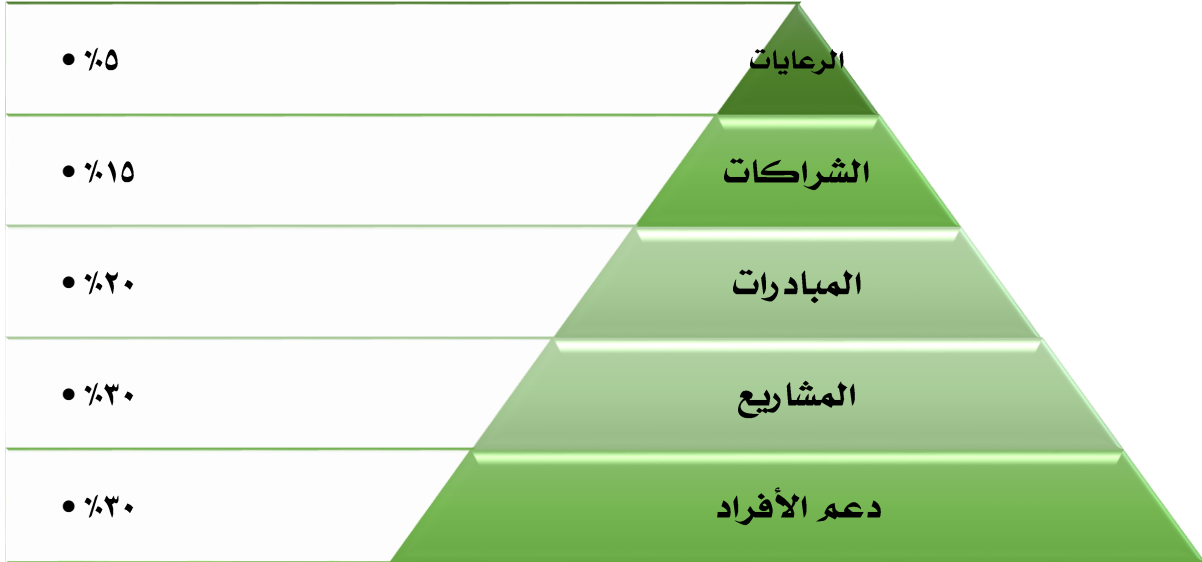 الرعايات
٥٪
الشراكات
١٥٪
المبادرات
٢٠٪
المشاريع
٣٠٪
دعم الأفراد
٣٠٪